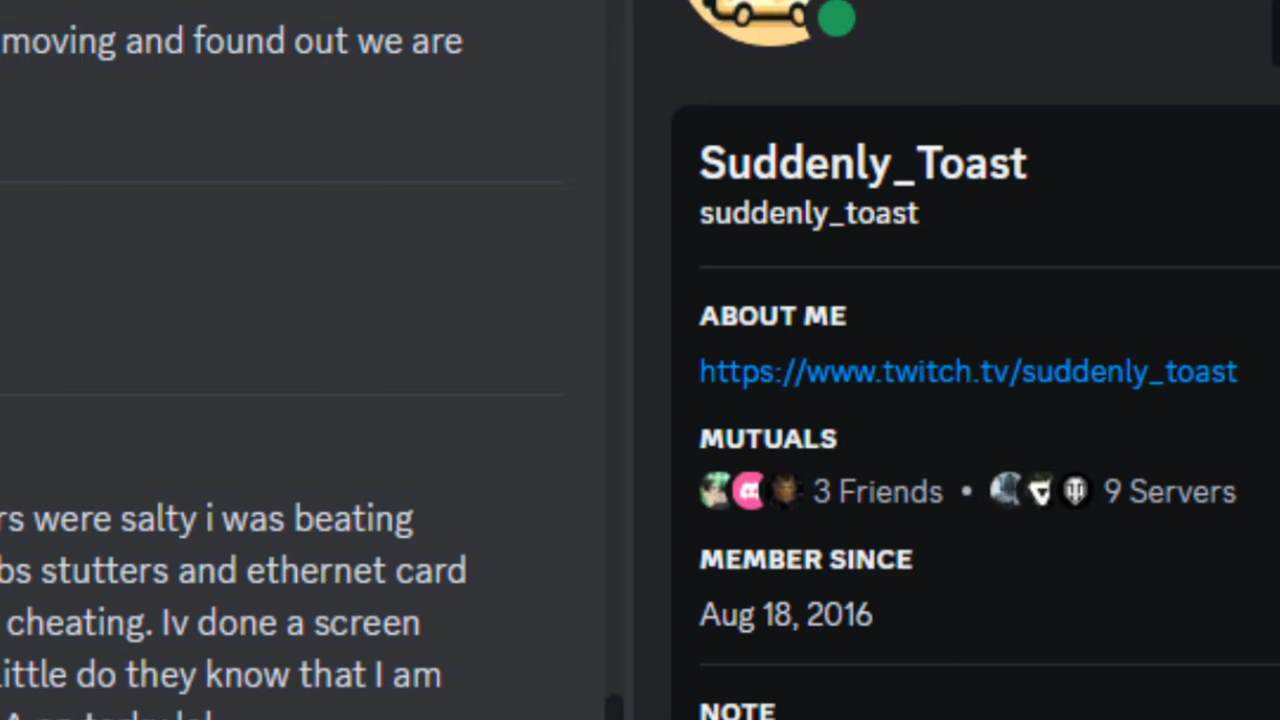 moving and found out we are
rs were salty i was beating
bs stutters and ethernet card
cheating. Iv done a screen
ittle do they know that I am
Suddenly_Toast
suddenly_toast
ABOUT ME
https://www.twitch.tv/suddenly_toast
MUTUALS
3 Friends • 9 Servers
MEMBER SINCE
Aug 18, 2016
NOTE